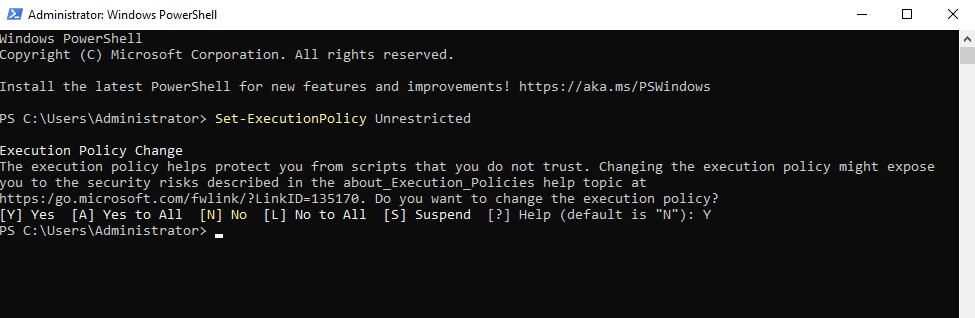 Administrator: Windows PowerShell
Windows PowerShell
Copyright (C) Microsoft Corporation. All rights reserved.
Install the latest PowerShell for new features and improvements! https://aka.ms/PSWindows
PS C:\Users\Administrator> Set-ExecutionPolicy Unrestricted
Execution Policy Change
The execution policy helps protect you from scripts that you do not trust. Changing the execution policy might expose
you to the security risks described in the about_Execution_Policies help topic at
https:/go.microsoft.com/fwlink/?LinkID=135170. Do you want to change the execution policy?
[Y] Yes  [A] Yes to All  [N] No  [L] No to All  [S] Suspend  [?] Help (default is "N"): Y
PS C:\Users\Administrator>